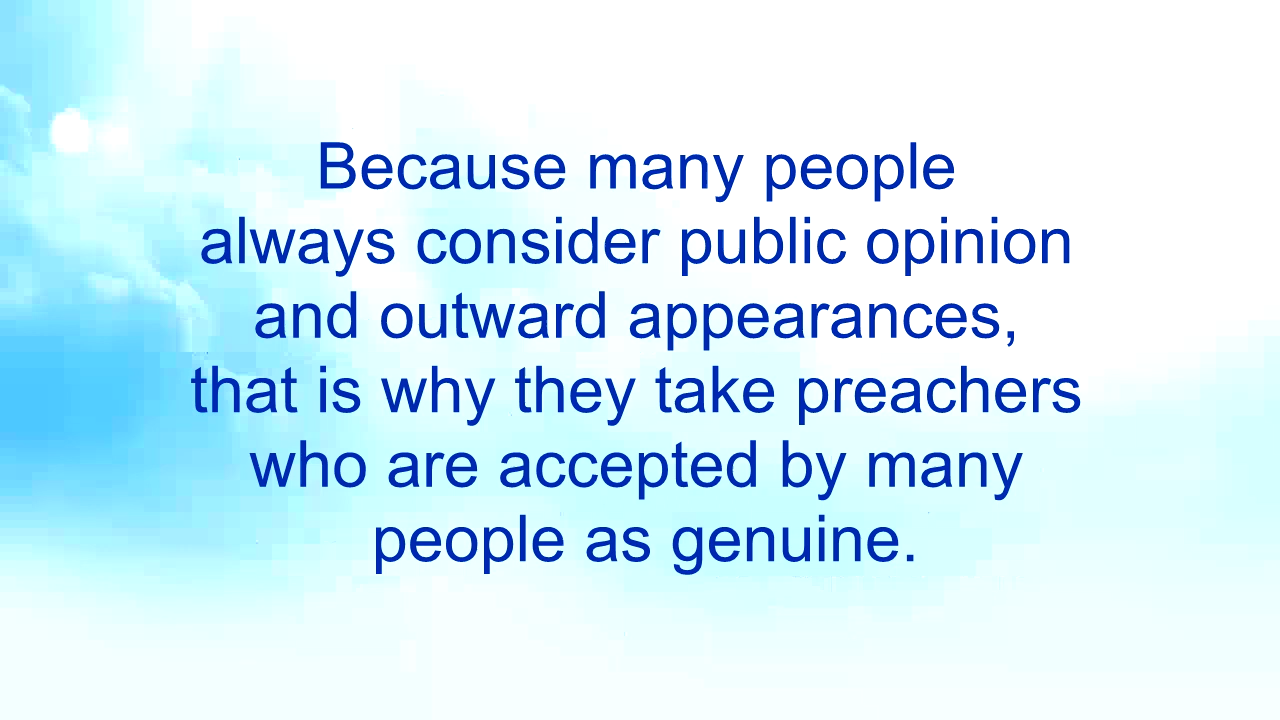 Because many people
always consider public opinion
and outward appearances,
that is why they take preachers
who are accepted by many
people as genuine.